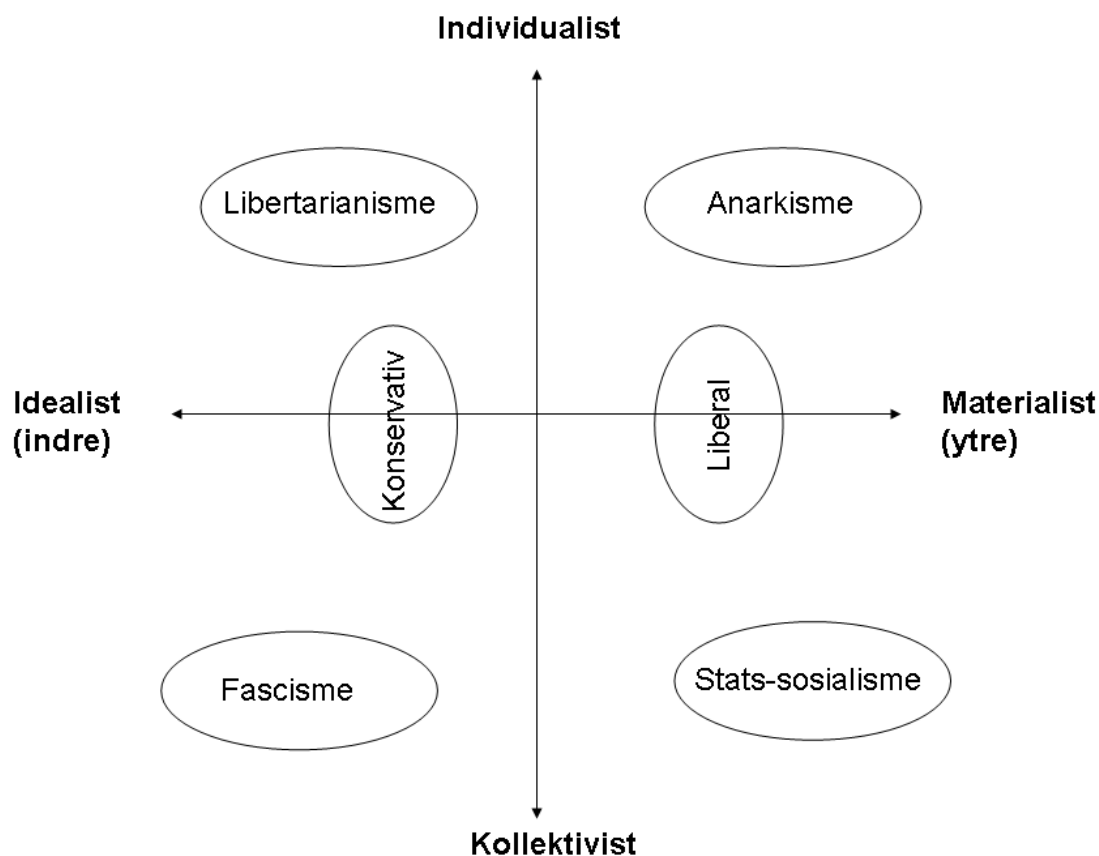 Individualist
Libertarianisme
Anarkisme
Konservativ
Liberal
Idealist
(indre)
Materialist
(ytre)
Fascisme
Stats-sosialisme
Kollektivist